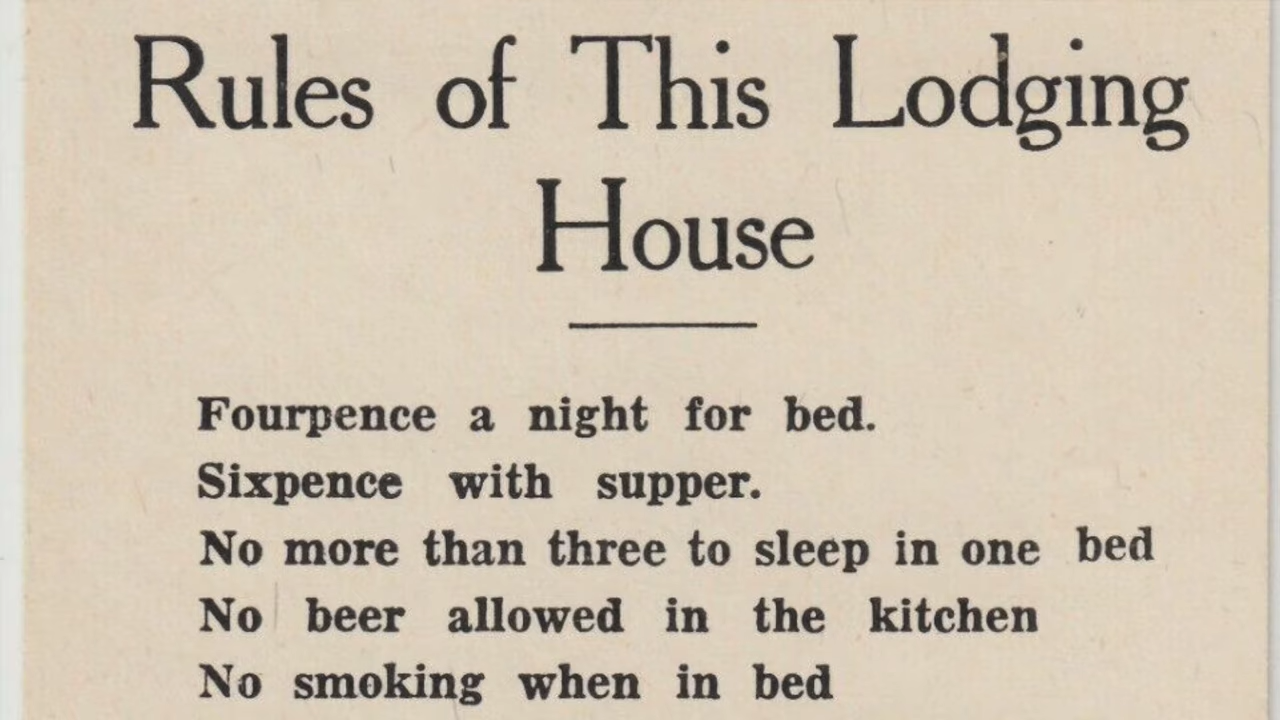 Rules of This Lodging
House
Fourpence a night for bed.
Sixpence with supper.
No more than three to sleep in one bed
No beer allowed in the kitchen
No smoking when in bed